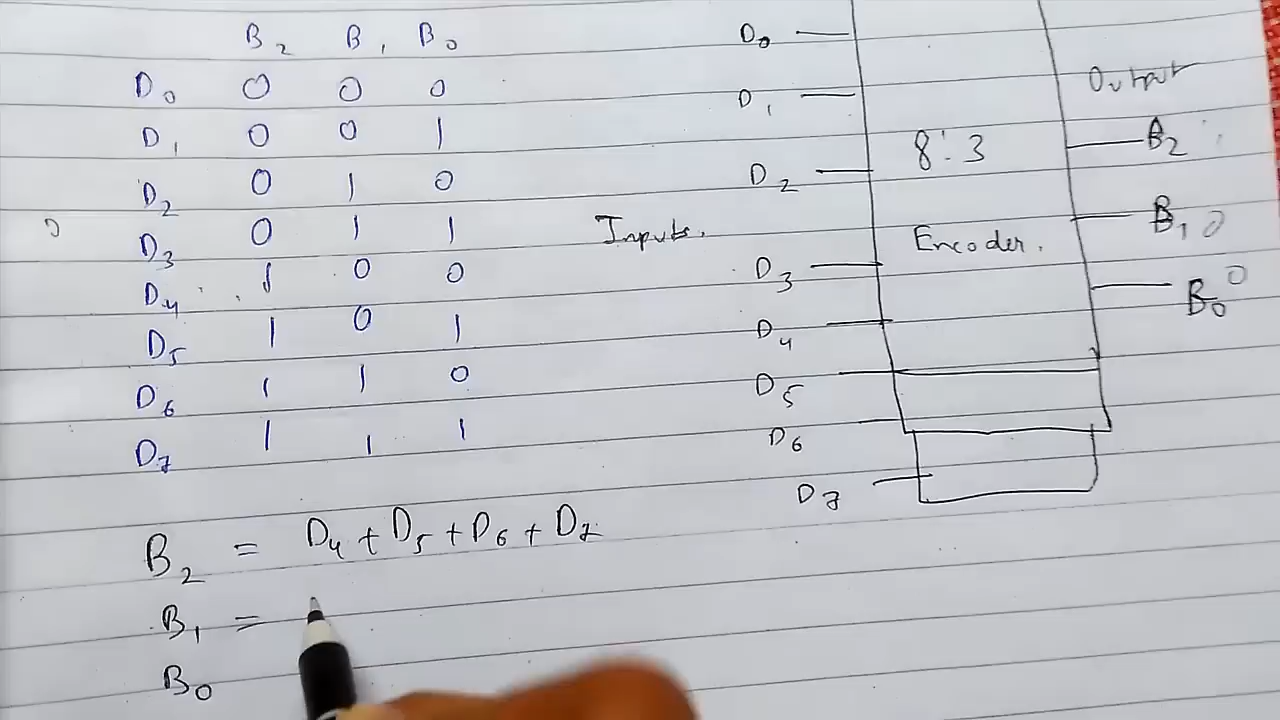 B2 B1 B0
D0 0 0 0
D1 0 0 1
D2 0 1 0
D3 0 1 1
D4 1 0 0
D5 1 0 1
D6 1 1 0
D7 1 1 1
B2 = D4 + D5 + D6 + D7
B1 =
B0
Inputs.
D0
D1
D2
D3
D4
D5
D6
D7
8:3
Encoder.
Output
B2
B1 0
B0 0